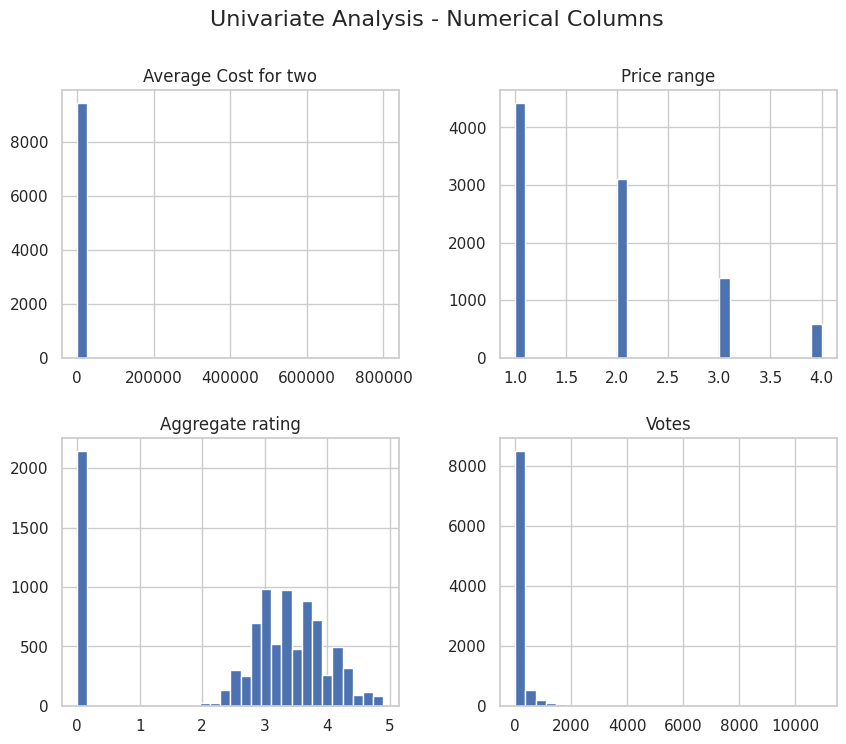 Univariate Analysis - Numerical Columns
Average Cost for two
8000
6000
4000
2000
0
0 200000 400000 600000 800000
Price range
4000
3000
2000
1000
0
1.0 1.5 2.0 2.5 3.0 3.5 4.0
Aggregate rating
2000
1500
1000
500
0
0 1 2 3 4 5
Votes
8000
6000
4000
2000
0
0 2000 4000 6000 8000 10000